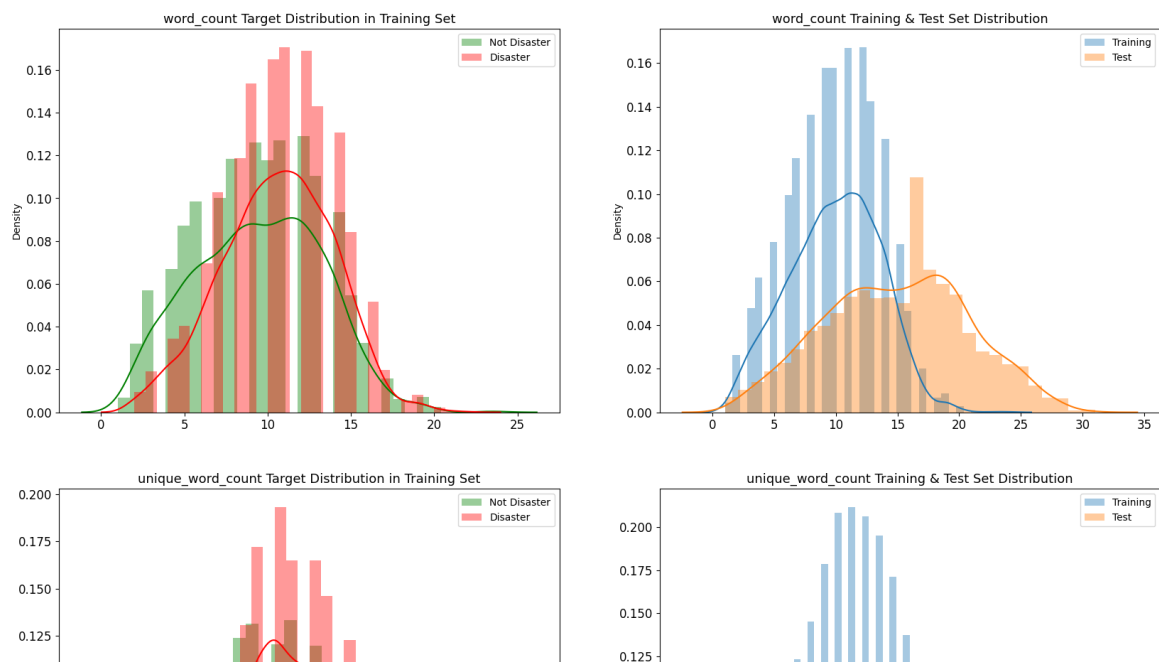 word_count Target Distribution in Training Set
Not Disaster
Disaster
0.16
0.14
0.12
0.10
0.08
0.06
0.04
0.02
0.00
Density
0 5 10 15 20 25
word_count Training & Test Set Distribution
Training
Test
0.16
0.14
0.12
0.10
0.08
0.06
0.04
0.02
0.00
Density
0 5 10 15 20 25 30 35
unique_word_count Target Distribution in Training Set
Not Disaster
Disaster
0.200
0.175
0.150
0.125
unique_word_count Training & Test Set Distribution
Training
Test
0.200
0.175
0.150
0.125